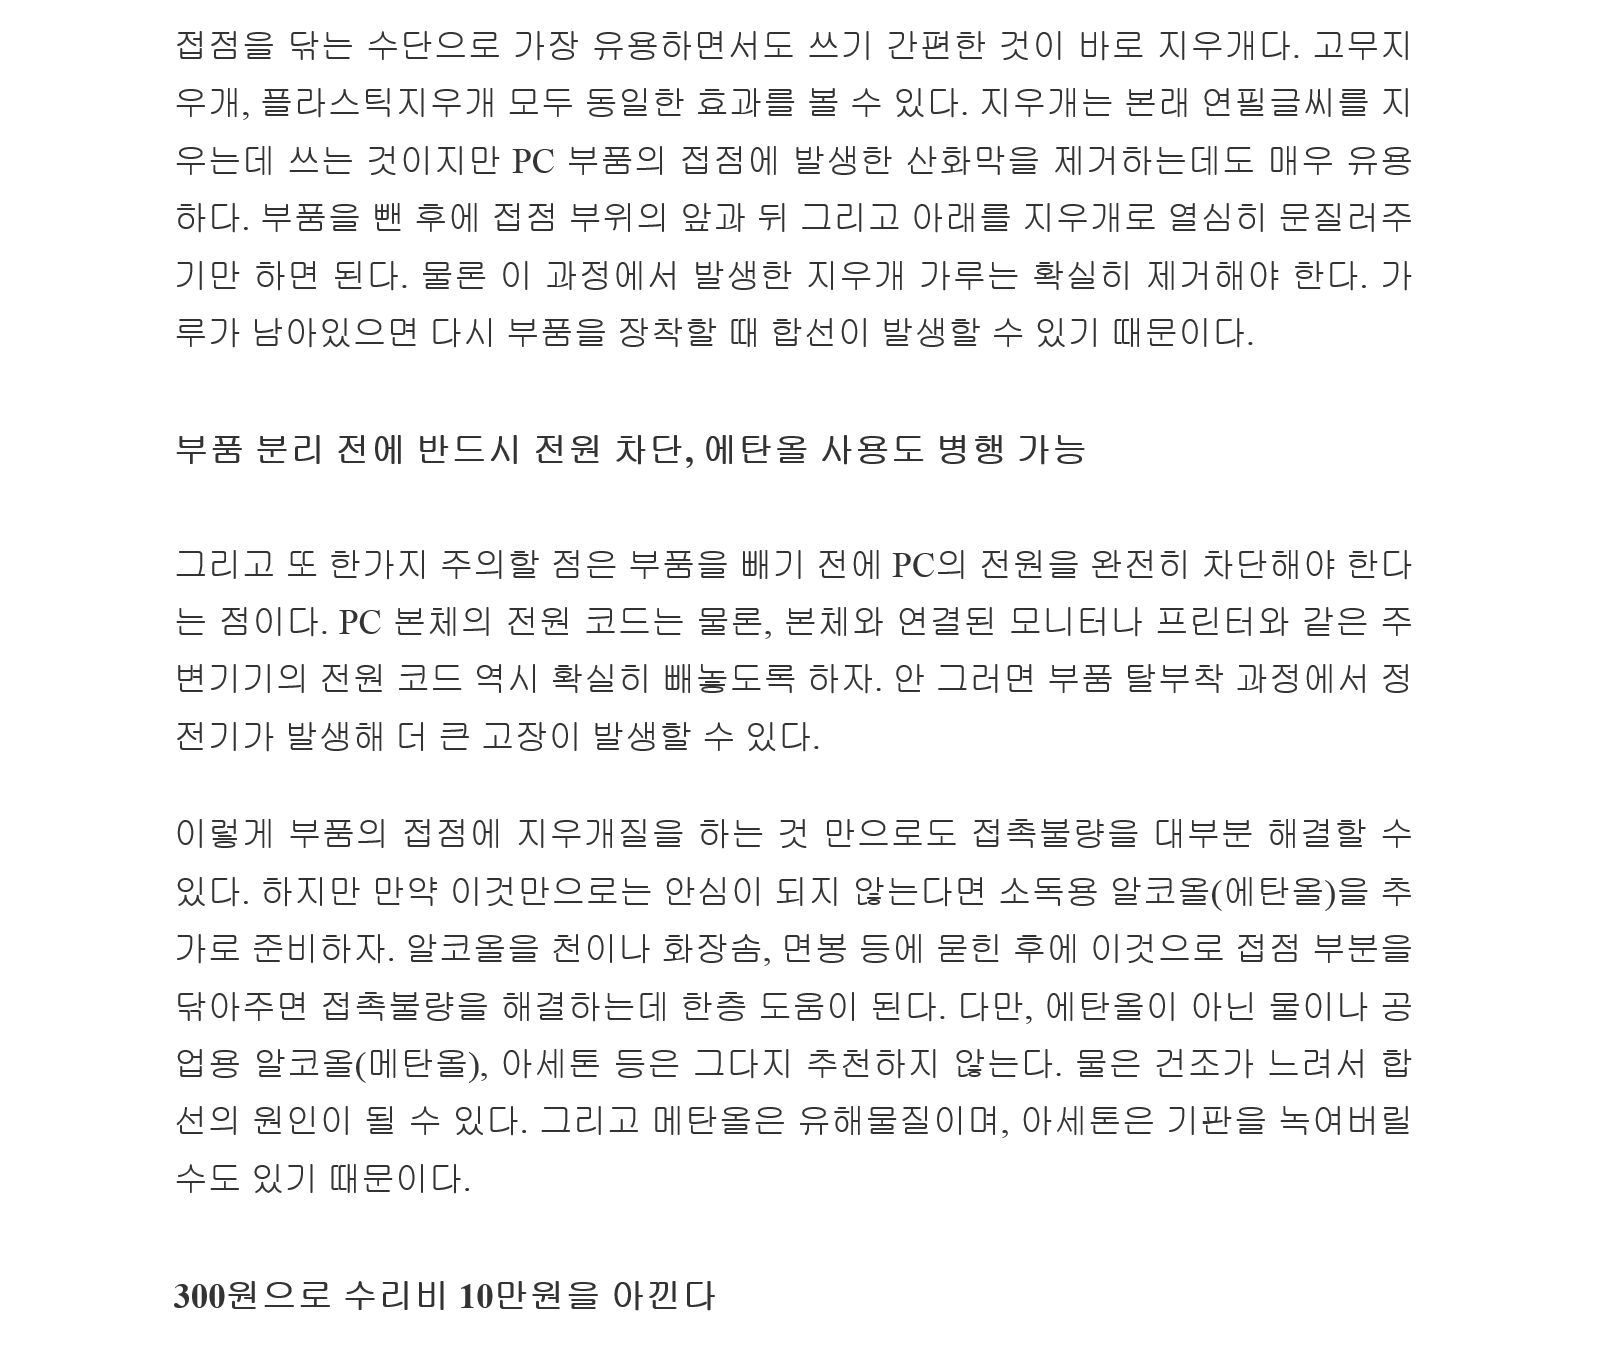 접점을 닦는 수단으로 가장 유용하면서도 쓰기 간편한 것이 바로 지우개다. 고무지
우개, 플라스틱지우개 모두 동일한 효과를 볼 수 있다. 지우개는 본래 연필글씨를 지
우는데 쓰는 것이지만 PC 부품의 접점에 발생한 산화막을 제거하는데도 매우 유용
하다. 부품을 뺀 후에 접점 부위의 앞과 뒤 그리고 아래를 지우개로 열심히 문질러주
기만 하면 된다. 물론 이 과정에서 발생한 지우개 가루는 확실히 제거해야 한다. 가
루가 남아있으면 다시 부품을 장착할 때 합선이 발생할 수 있기 때문이다.
부품 분리 전에 반드시 전원 차단, 에탄올 사용도 병행 가능
그리고 또 한가지 주의할 점은 부품을 빼기 전에 PC의 전원을 완전히 차단해야 한다
는 점이다. PC 본체의 전원 코드는 물론, 본체와 연결된 모니터나 프린터와 같은 주
변기기의 전원 코드 역시 확실히 빼놓도록 하자. 안 그러면 부품 탈부착 과정에서 정
전기가 발생해 더 큰 고장이 발생할 수 있다.
이렇게 부품의 접점에 지우개질을 하는 것 만으로도 접촉불량을 대부분 해결할 수
있다. 하지만 만약 이것만으로는 안심이 되지 않는다면 소독용 알코올(에탄올)을 추
가로 준비하자. 알코올을 천이나 화장솜, 면봉 등에 묻힌 후에 이것으로 접점 부분을
닦아주면 접촉불량을 해결하는데 한층 도움이 된다. 다만, 에탄올이 아닌 물이나 공
업용 알코올(메탄올), 아세톤 등은 그다지 추천하지 않는다. 물은 건조가 느려서 합
선의 원인이 될 수 있다. 그리고 메탄올은 유해물질이며, 아세톤은 기판을 녹여버릴
수도 있기 때문이다.
300원으로 수리비 10만원을 아낀다